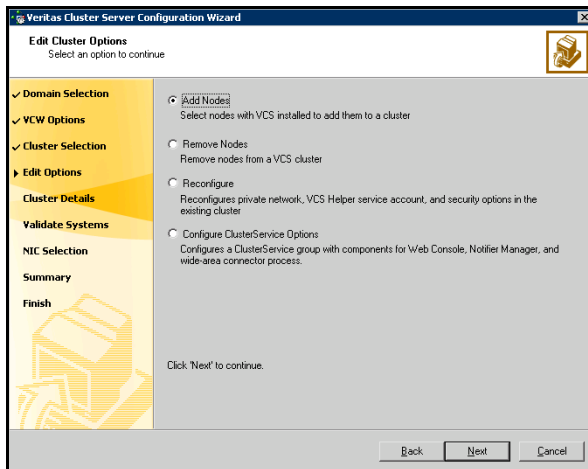 Veritas Cluster Server Configuration Wizard
Edit Cluster Options
Select an option to continue
Domain Selection
VCW Options
Cluster Selection
Edit Options
Cluster Details
Validate Systems
NIC Selection
Summary
Finish
Add Nodes
Select nodes with VCS installed to add them to a cluster
Remove Nodes
Remove nodes from a VCS cluster
Reconfigure
Reconfigures private network, VCS Helper service account, and security options in the
existing cluster
Configure ClusterService Options
Configures a ClusterService group with components for Web Console, Notifier Manager, and
wide-area connector process.
Click 'Next' to continue.
Back Next Cancel